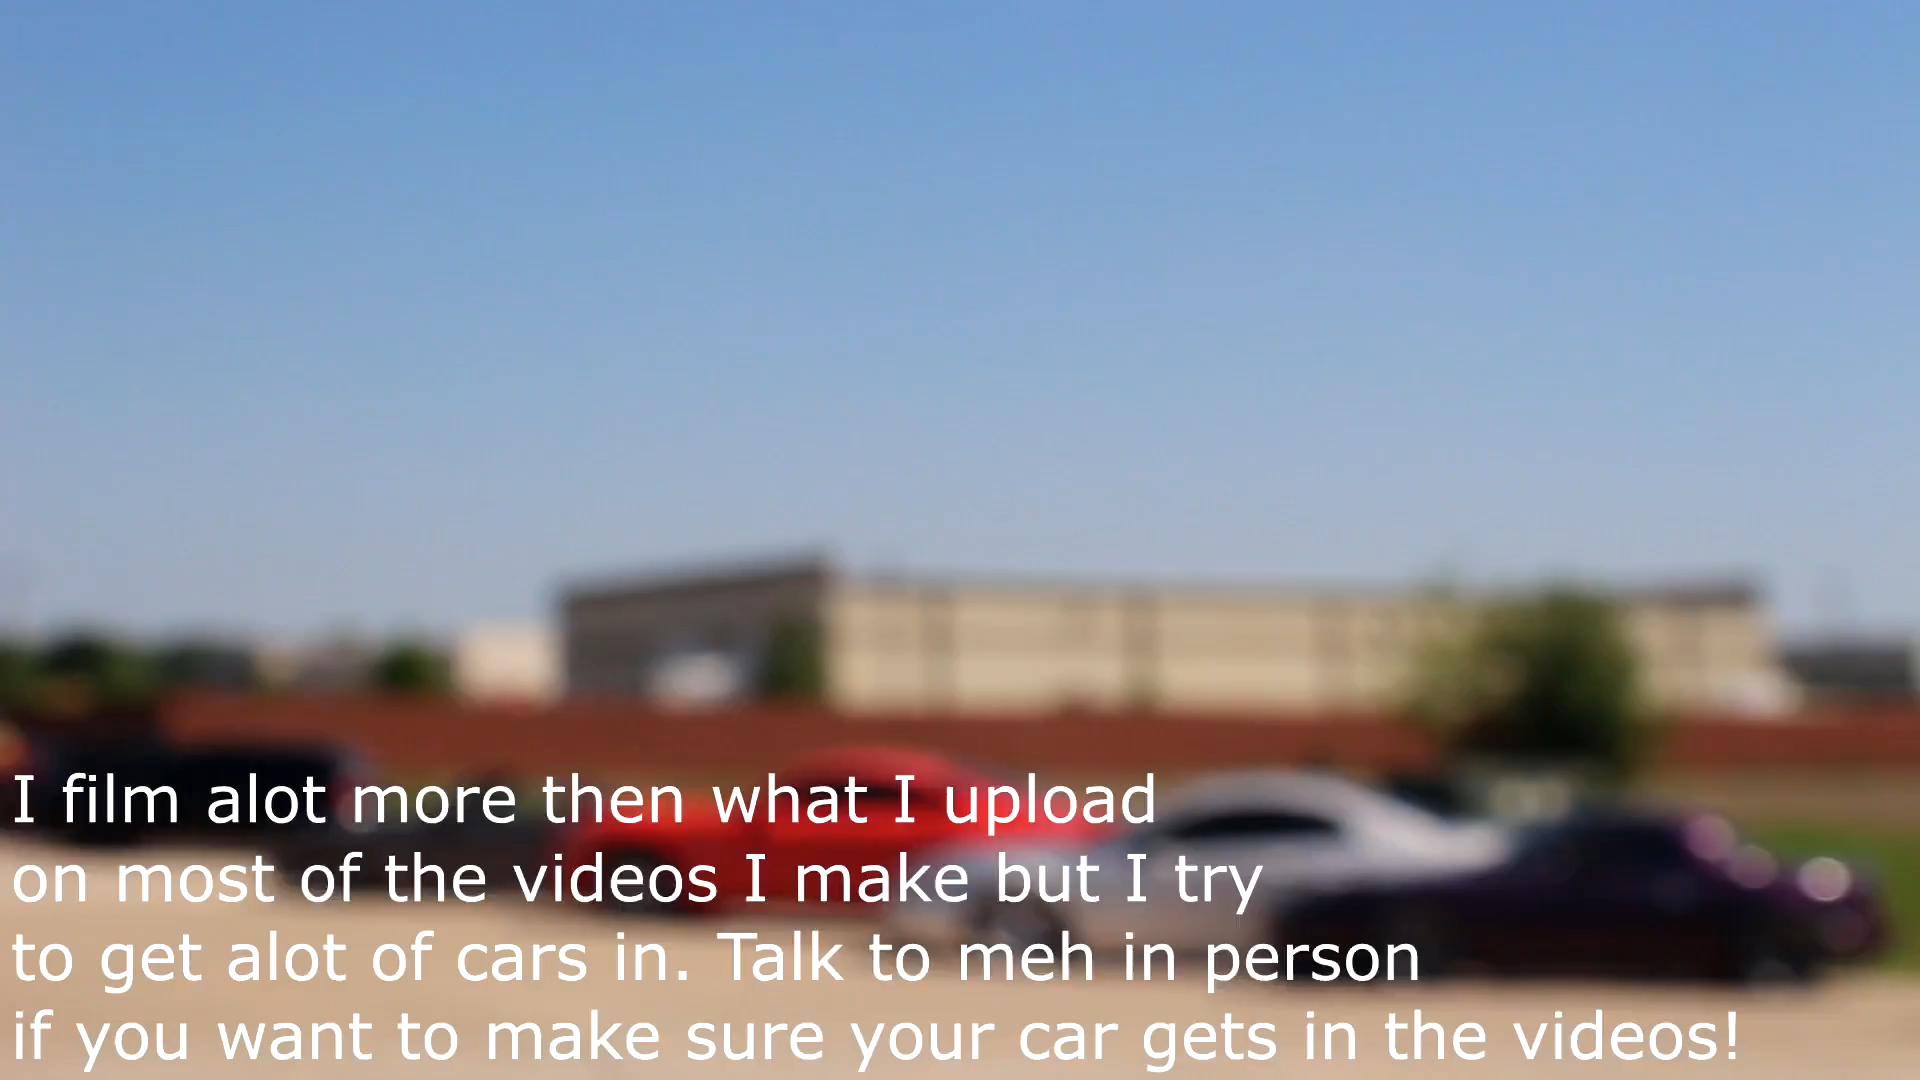 I film alot more then what I upload
on most of the videos I make but I try
to get alot of cars in. Talk to meh in person
if you want to make sure your car gets in the videos!